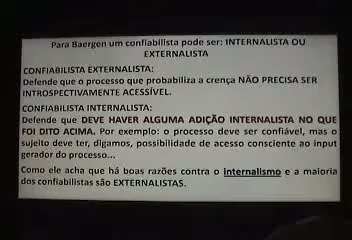 Para Baergen um confiabilista pode ser: INTERNALISTA OU
EXTERNALISTA
CONFIABILISTA EXTERNALISTA:
Defende que o processo que probabiliza a crença NÃO PRECISA SER
INTROSPECTIVAMENTE ACESSÍVEL.
CONFIABILISTA INTERNALISTA:
Defende que DEVE HAVER ALGUMA ADIÇÃO INTERNALISTA NO QUE
FOI DITO ACIMA. Por exemplo: o processo deve ser confiável, mas o
sujeito deve ter, digamos, possibilidade de acesso consciente ao input
gerador do processo...
Como ele acha que há boas razões contra o internalismo e a maioria
dos confiabilistas são EXTERNALISTAS.